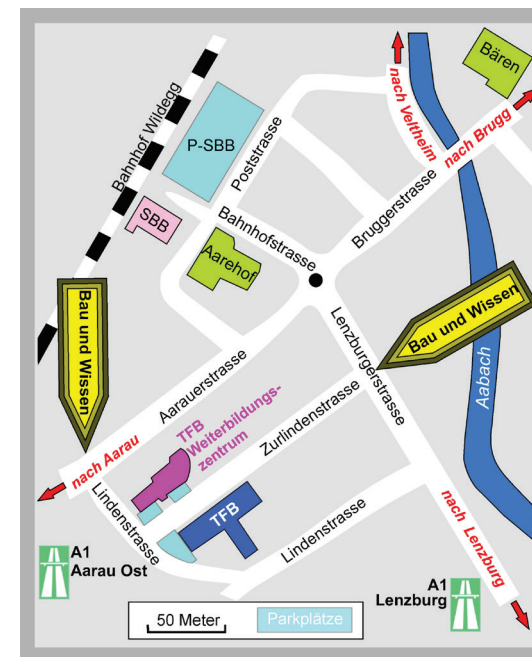 Bahnhof Wildegg
P-SBB
Poststrasse
nach Veltheim
Bären
nach Brugg
SBB
Bahnhofstrasse
Bruggerstrasse
Aarehof
Bau und Wissen
Bau und Wissen
Aabach
Aarauerstrasse
Lenzburgerstrasse
TFB
Weiterbildungs-
zentrum
Zurlindenstrasse
nach Aarau
Lindenstrasse
TFB
Lindenstrasse
nach Lenzburg
A1
Aarau Ost
A1
Lenzburg
50 Meter
Parkplätze